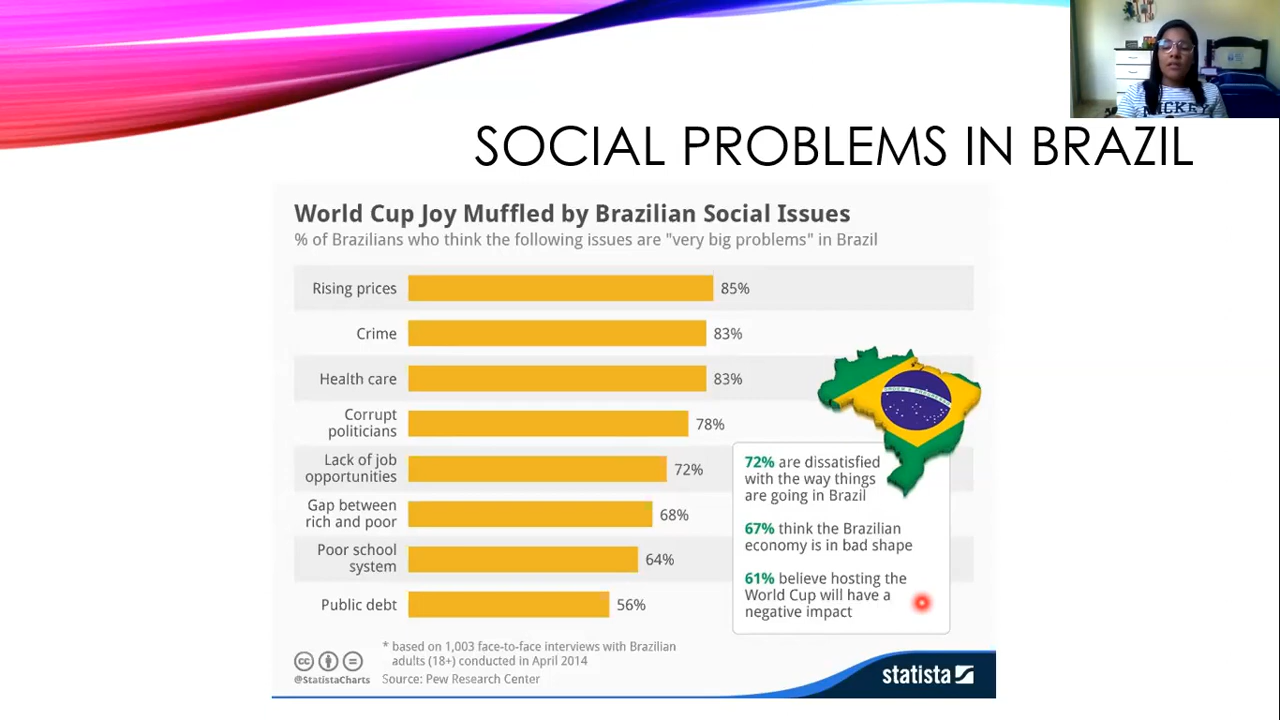 MICKEY
SOCIAL PROBLEMS IN BRAZIL
World Cup Joy Muffled by Brazilian Social Issues
% of Brazilians who think the following issues are "very big problems" in Brazil
Rising prices 85%
Crime 83%
Health care 83%
Corrupt
politicians 78%
Lack of job
opportunities 72%
Gap between
rich and poor 68%
Poor school
system 64%
Public debt 56%
72% are dissatisfied
with the way things
are going in Brazil
67% think the Brazilian
economy is in bad shape
61% believe hosting the
World Cup will have a
negative impact
* based on 1,003 face-to-face interviews with Brazilian
adults (18+) conducted in April 2014
Source: Pew Research Center
cc
@StatistaCharts
statista